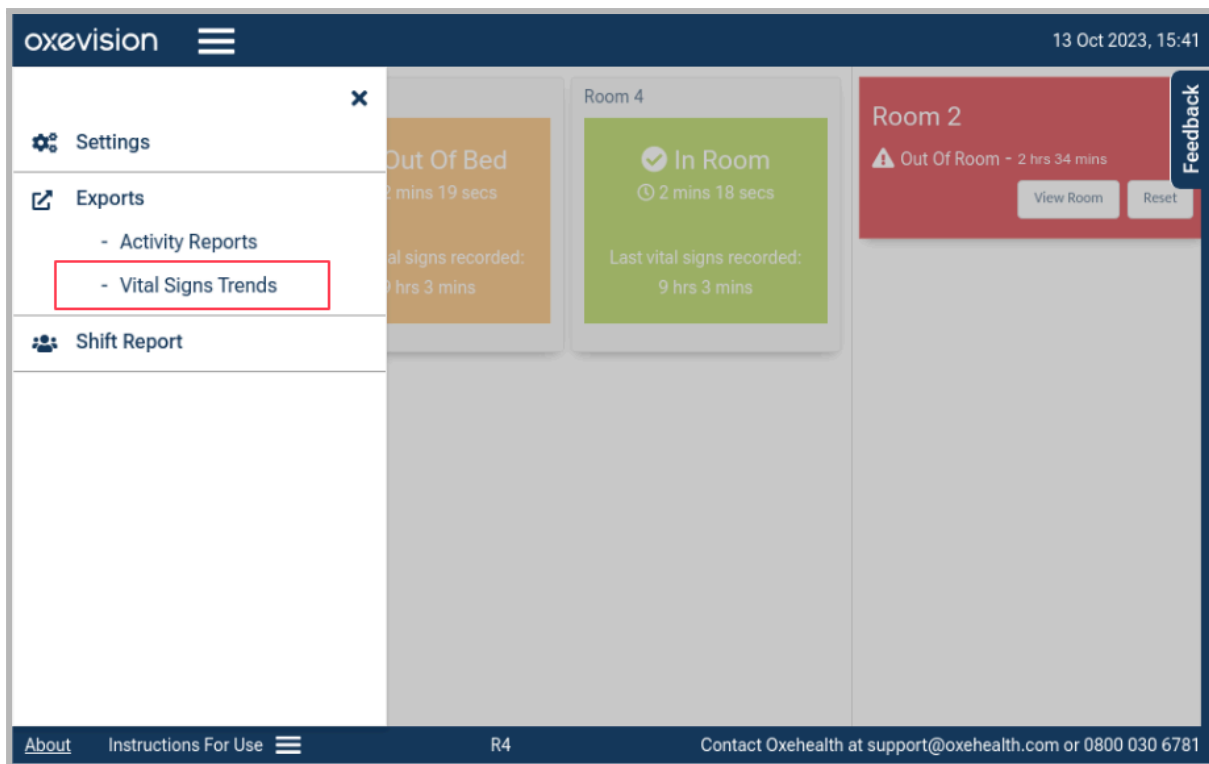 oxevision
13 Oct 2023, 15:41
Settings
Exports
- Activity Reports
- Vital Signs Trends
Shift Report
Out Of Bed
mins 19 secs
signs recorded:
hrs 3 mins
Room 4
In Room
2 mins 18 secs
Last vital signs recorded:
9 hrs 3 mins
Room 2
Out Of Room - 2 hrs 34 mins
View Room Reset
Feedback
About Instructions For Use R4 Contact Oxehealth at support@oxehealth.com or 0800 030 6781